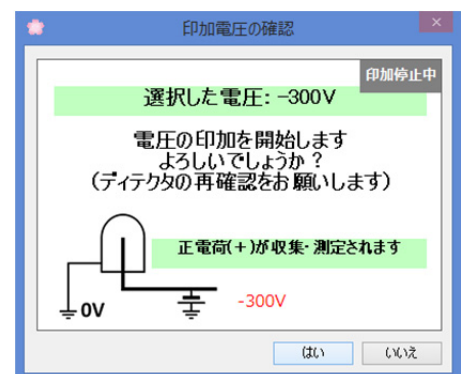 印加電圧の確認
印加停止中
選択した電圧: -300V
電圧の印加を開始します
よろしいでしょうか？
(ディテクタの再確認をお願いします)
正電荷(+)が収集・測定されます
0V
-300V
はい
いいえ